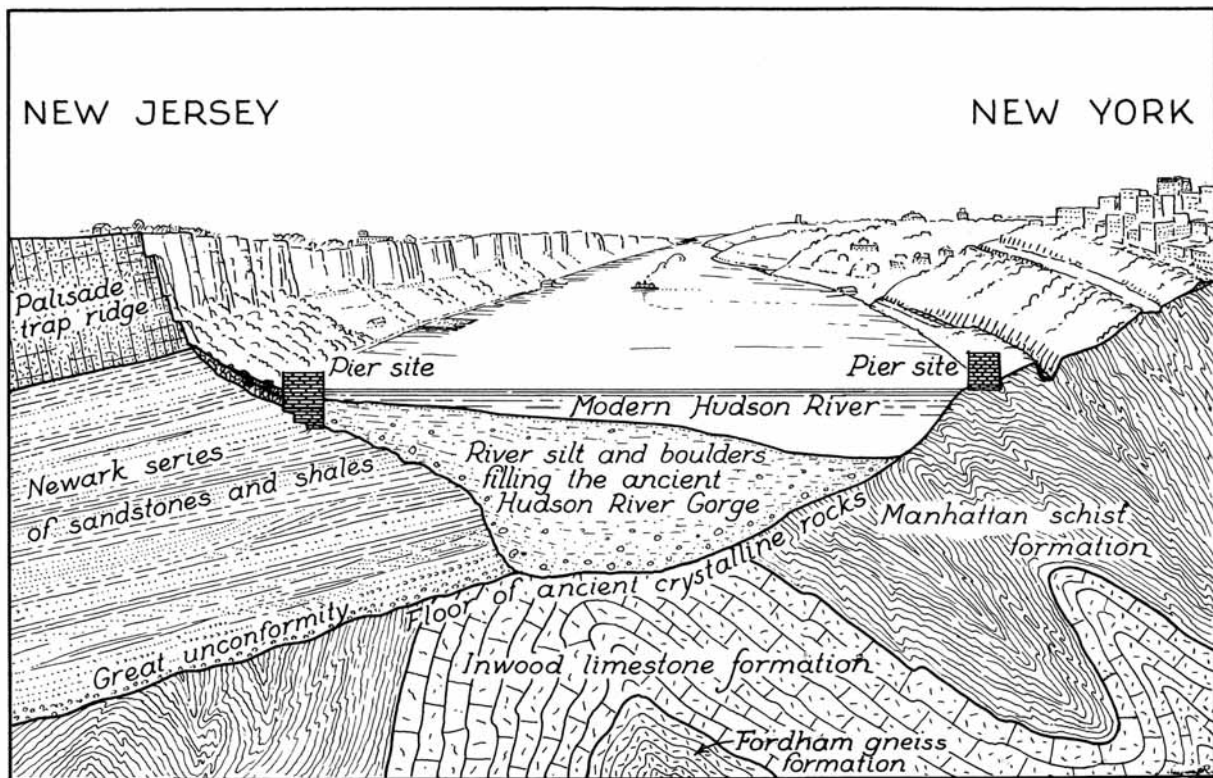 NEW JERSEY
NEW YORK
Palisade
trap ridge
Pier site
Pier site
Modern Hudson River
Newark series
of sandstones and shales
River silt and boulders
filling the ancient
Hudson River Gorge
Manhattan schist
formation
Great unconformity
Floor of ancient crystalline rocks
Inwood limestone formation
Fordham gneiss
formation